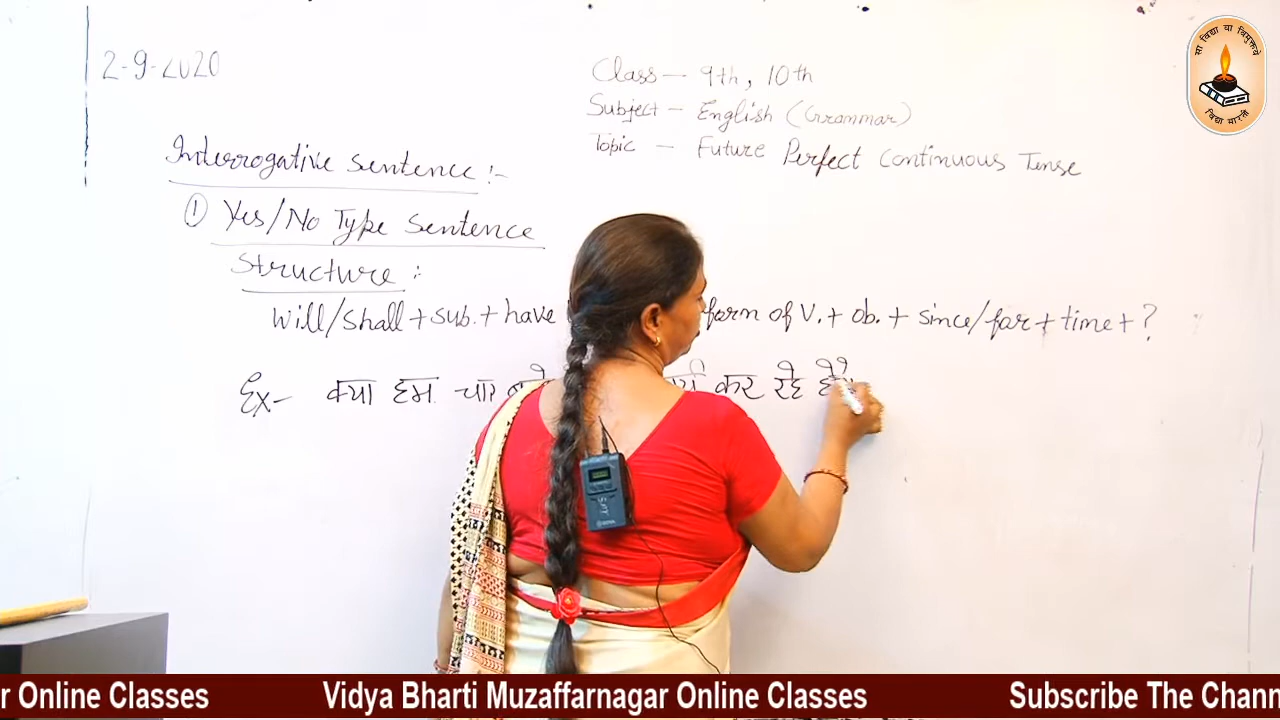 2-9-2020
Class - 9th, 10th
Subject - English (Grammar)
Topic - Future Perfect Continuous Tense
Interrogative Sentence :-
① Yes/No Type Sentence
Structure :
Will/Shall + sub. + have form of V. + ob. + since/for + time + ?
Ex- क्या हम चार कर रहे होंगे
सा विद्या या विमुक्तये
विद्या भारती
r Online Classes Vidya Bharti Muzaffarnagar Online Classes Subscribe The Chann